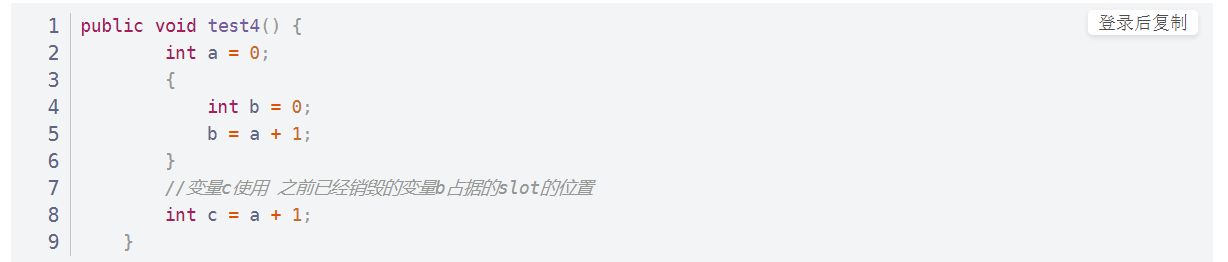 登录后复制
1 public void test4() {
2 int a = 0;
3 {
4 int b = 0;
5 b = a + 1;
6 }
7 //变量c使用 之前已经销毁的变量b占据的slot的位置
8 int c = a + 1;
9 }